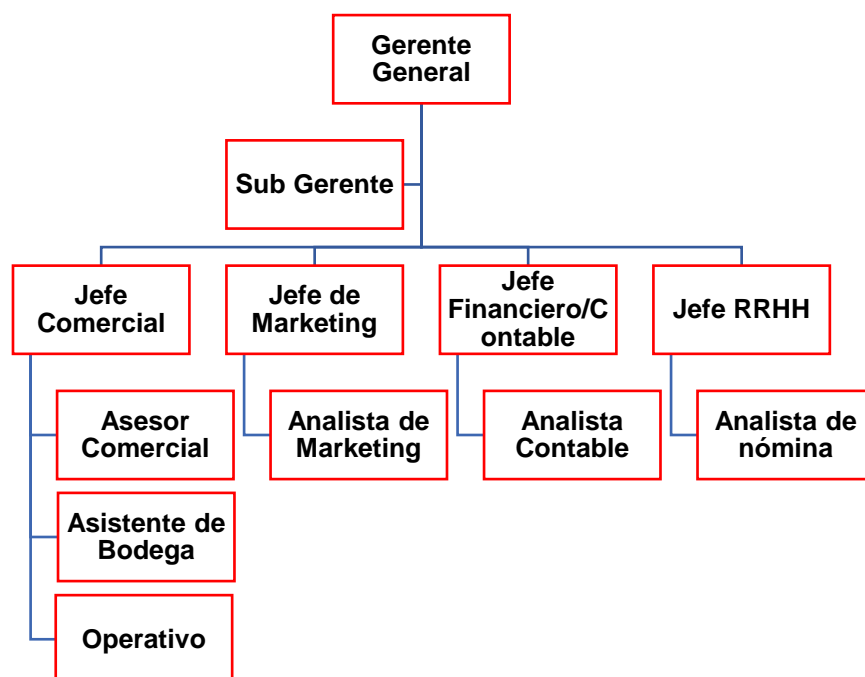 Gerente
General
Sub Gerente
Jefe
Comercial
Jefe de
Marketing
Jefe
Financiero/C
ontable
Jefe RRHH
Asesor
Comercial
Analista de
Marketing
Analista
Contable
Analista de
nómina
Asistente de
Bodega
Operativo